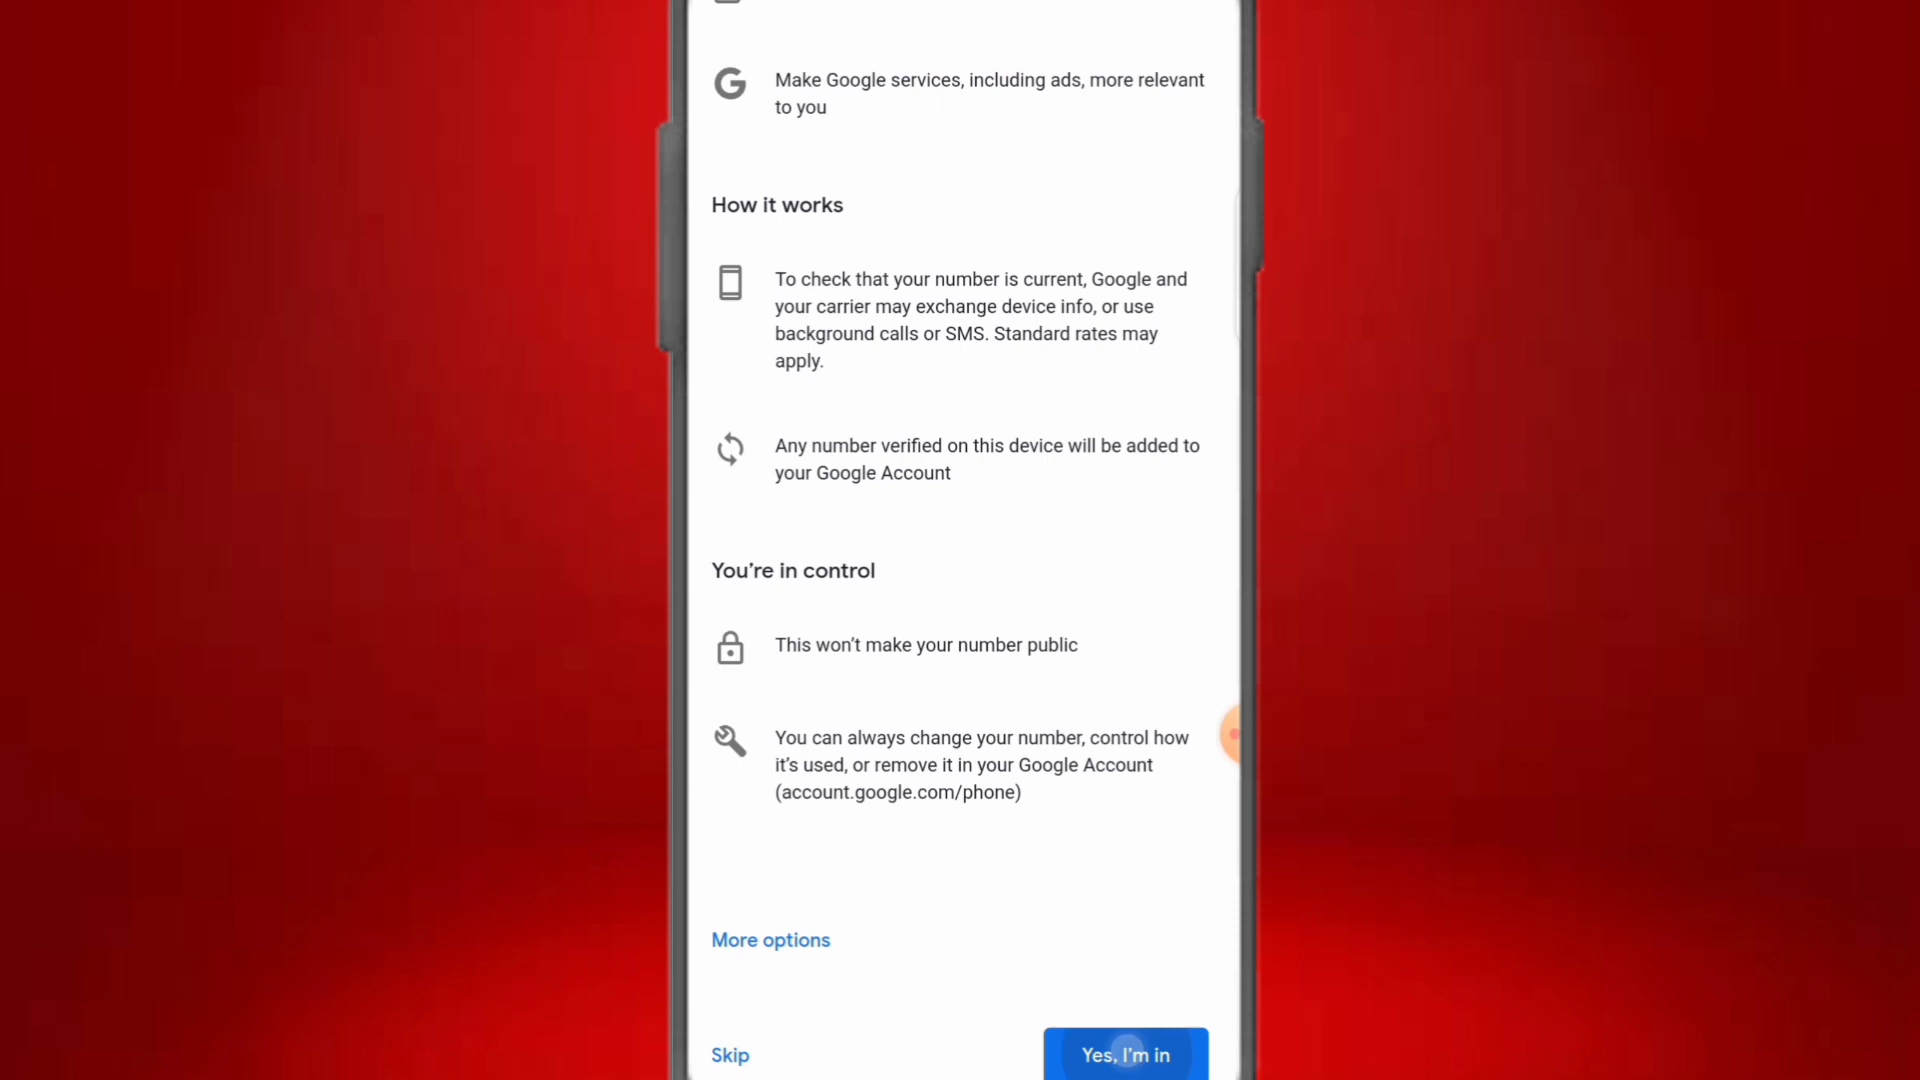 Make Google services, including ads, more relevant
to you
How it works
To check that your number is current, Google and
your carrier may exchange device info, or use
background calls or SMS. Standard rates may
apply.
Any number verified on this device will be added to
your Google Account
You're in control
This won't make your number public
You can always change your number, control how
it's used, or remove it in your Google Account
(account.google.com/phone)
More options
Skip
Yes, I'm in